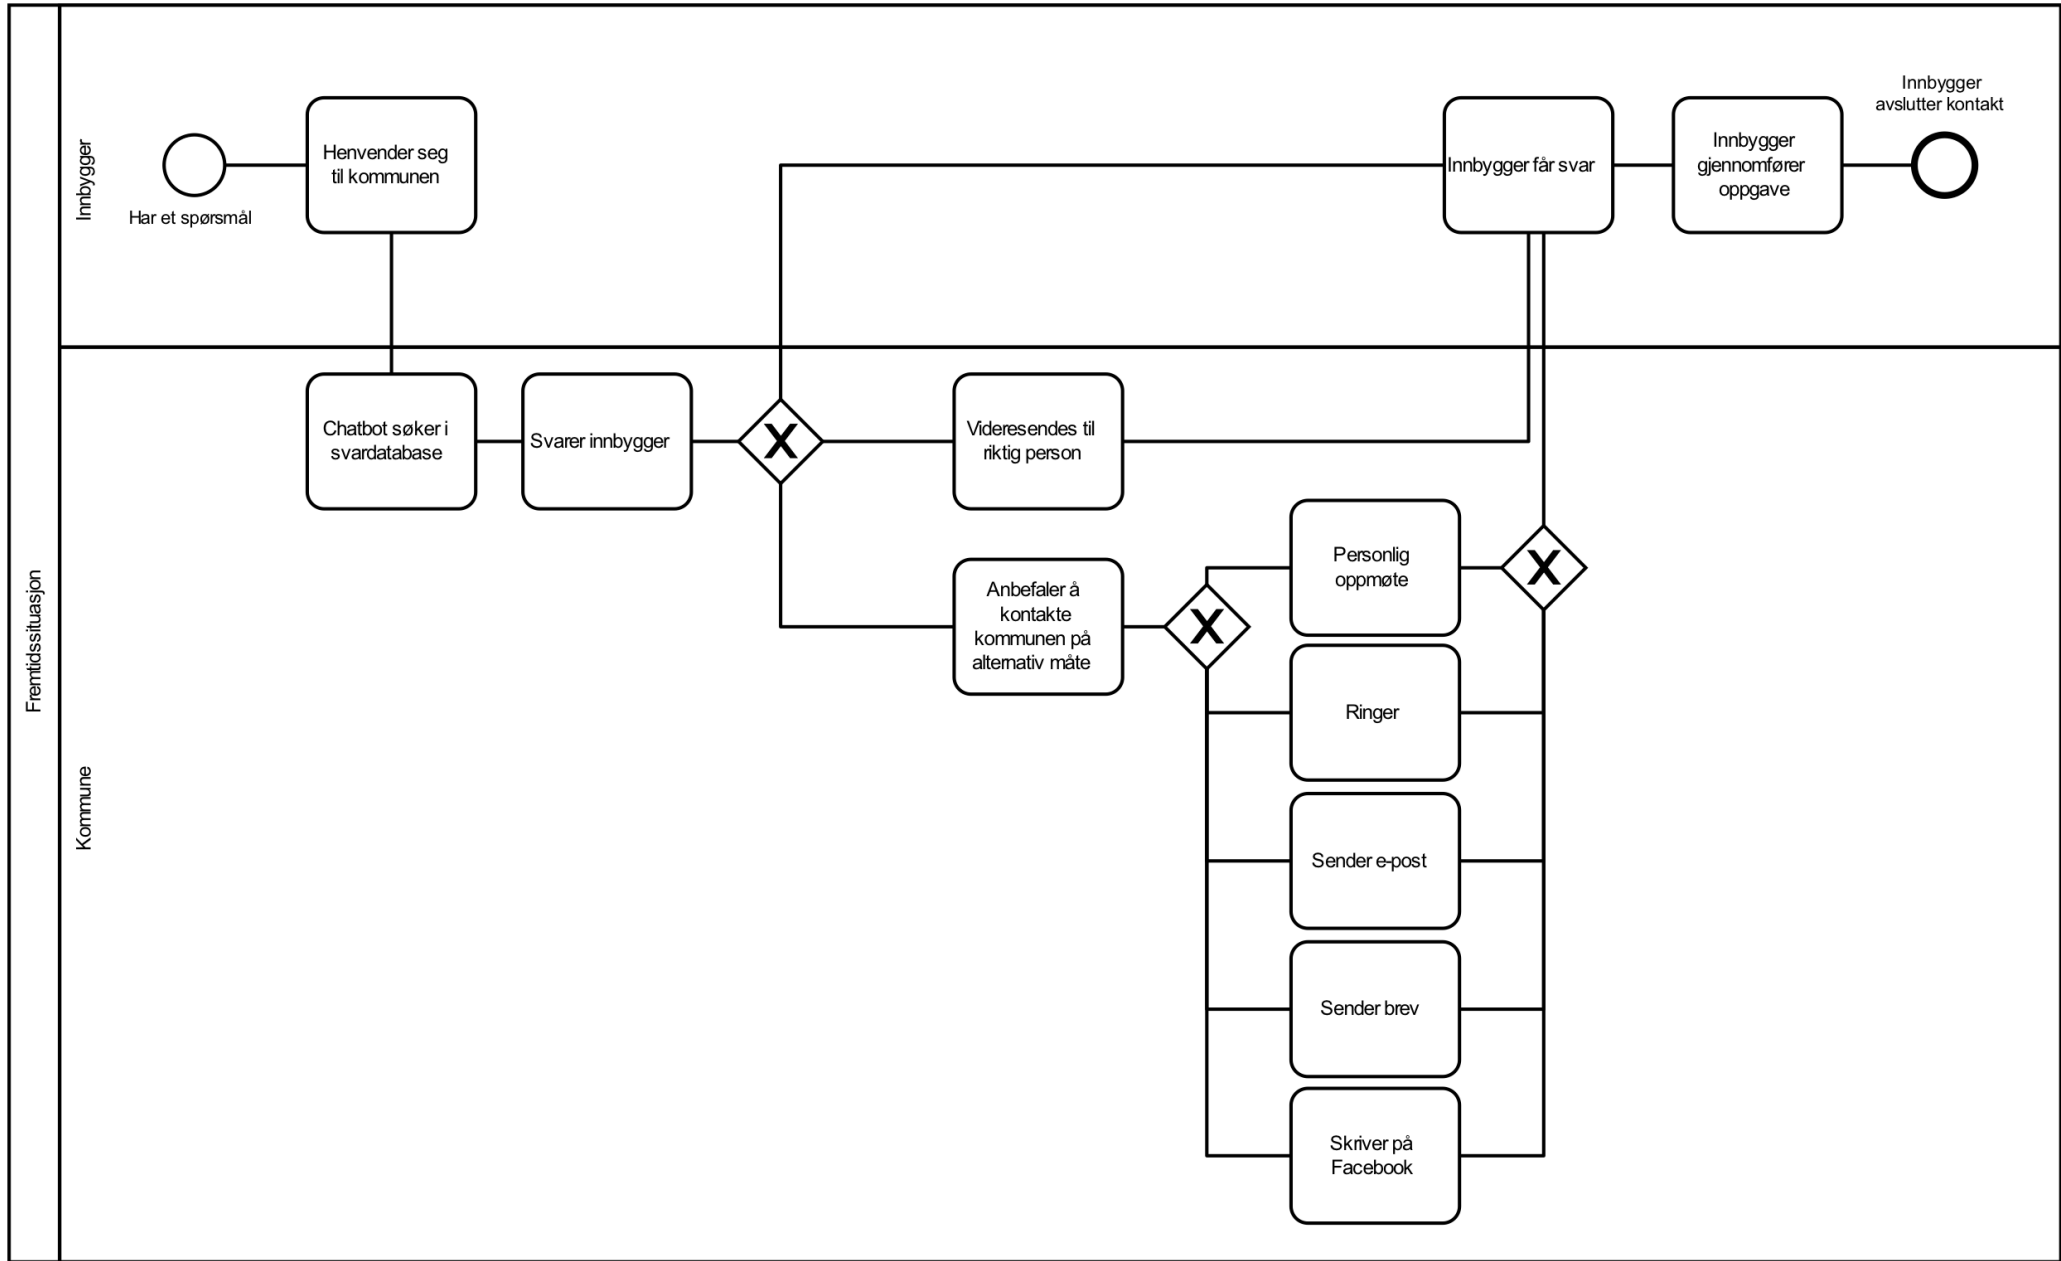 Fremtidssituasjon
Innbygger
Har et spørsmål
Henvender seg
til kommunen
Innbygger får svar
Innbygger
gjennomfører
oppgave
Innbygger
avslutter kontakt
Kommune
Chatbot søker i
svardatabase
Svarer innbygger
X
Videresendes til
riktig person
Anbefaler å
kontakte
kommunen på
alternativ måte
X
Personlig
oppmøte
X
Ringer
Sender e-post
Sender brev
Skriver på
Facebook